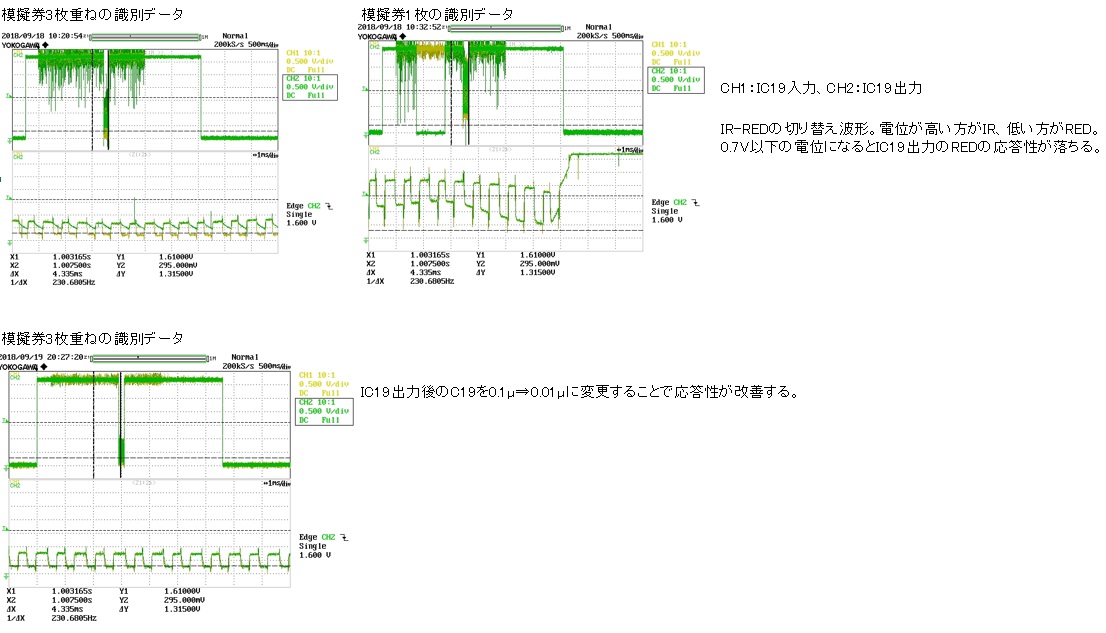 模擬券3枚重ねの識別データ
2018/09/18 10:20:54
Normal
YOKOGAWA
200kS/s 500ms/div
CH1 10:1
0.500 V/div
DC Full
CH2 10:1
0.500 V/div
DC Full
CH2
CH2
1ms/div
Edge CH2
Single
1.600 V
X1 1.003165s Y1 1.61000V
X2 1.007500s Y2 295.000mV
ΔX 4.335ms ΔY 1.31500V
1/ΔX 230.6805Hz
模擬券1枚の識別データ
2018/09/18 10:32:52
Normal
YOKOGAWA
200kS/s 500ms/div
CH1 10:1
0.500 V/div
DC Full
CH2 10:1
0.500 V/div
DC Full
CH2
CH2
1ms/div
Edge CH2
Single
1.600 V
X1 1.003165s Y1 1.61000V
X2 1.007500s Y2 295.000mV
ΔX 4.335ms ΔY 1.31500V
1/ΔX 230.6805Hz
CH1:IC19入力、CH2:IC19出力
IR-REDの切り替え波形。電位が高い方がIR、低い方がRED。
0.7V以下の電位になるとIC19出力のREDの応答性が落ちる。
模擬券3枚重ねの識別データ
2018/09/19 20:27:20
Normal
YOKOGAWA
200kS/s 500ms/div
CH1 10:1
0.500 V/div
DC Full
CH2 10:1
0.500 V/div
DC Full
CH2
CH2
1ms/div
Edge CH2
Single
1.600 V
X1 1.003165s Y1 1.61000V
X2 1.007500s Y2 295.000mV
ΔX 4.335ms ΔY 1.31500V
1/ΔX 230.6805Hz
IC19出力後のC19を0.1μ⇒0.01μに変更することで応答性が改善する。